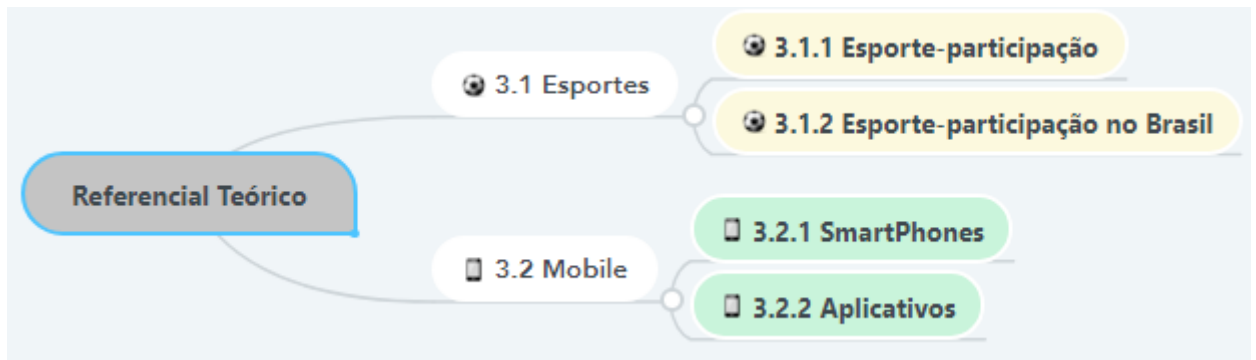 Referencial Teórico
3.1 Esportes
3.1.1 Esporte-participação
3.1.2 Esporte-participação no Brasil
3.2 Mobile
3.2.1 SmartPhones
3.2.2 Aplicativos